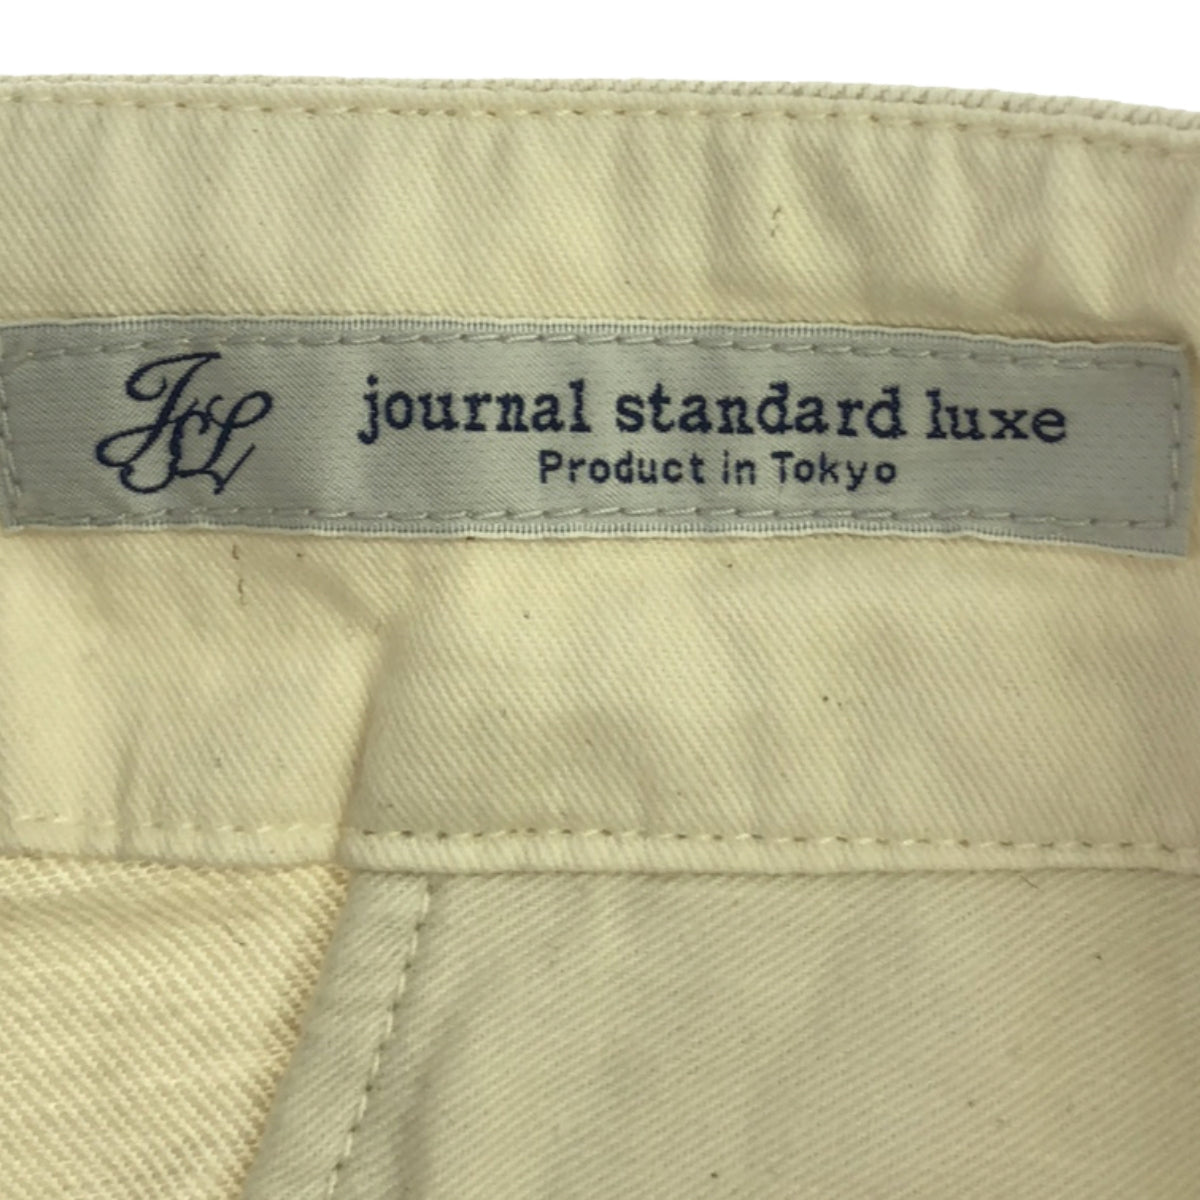 JSL
journal standard luxe
Product in Tokyo